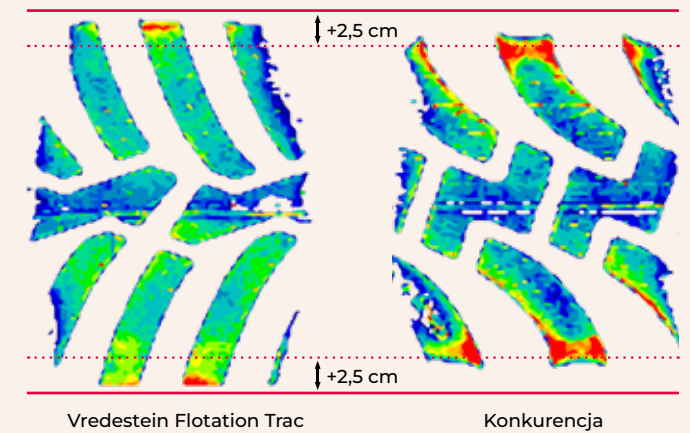 +2,5 cm
+2,5 cm
Vredestein Flotation Trac
Konkurencja